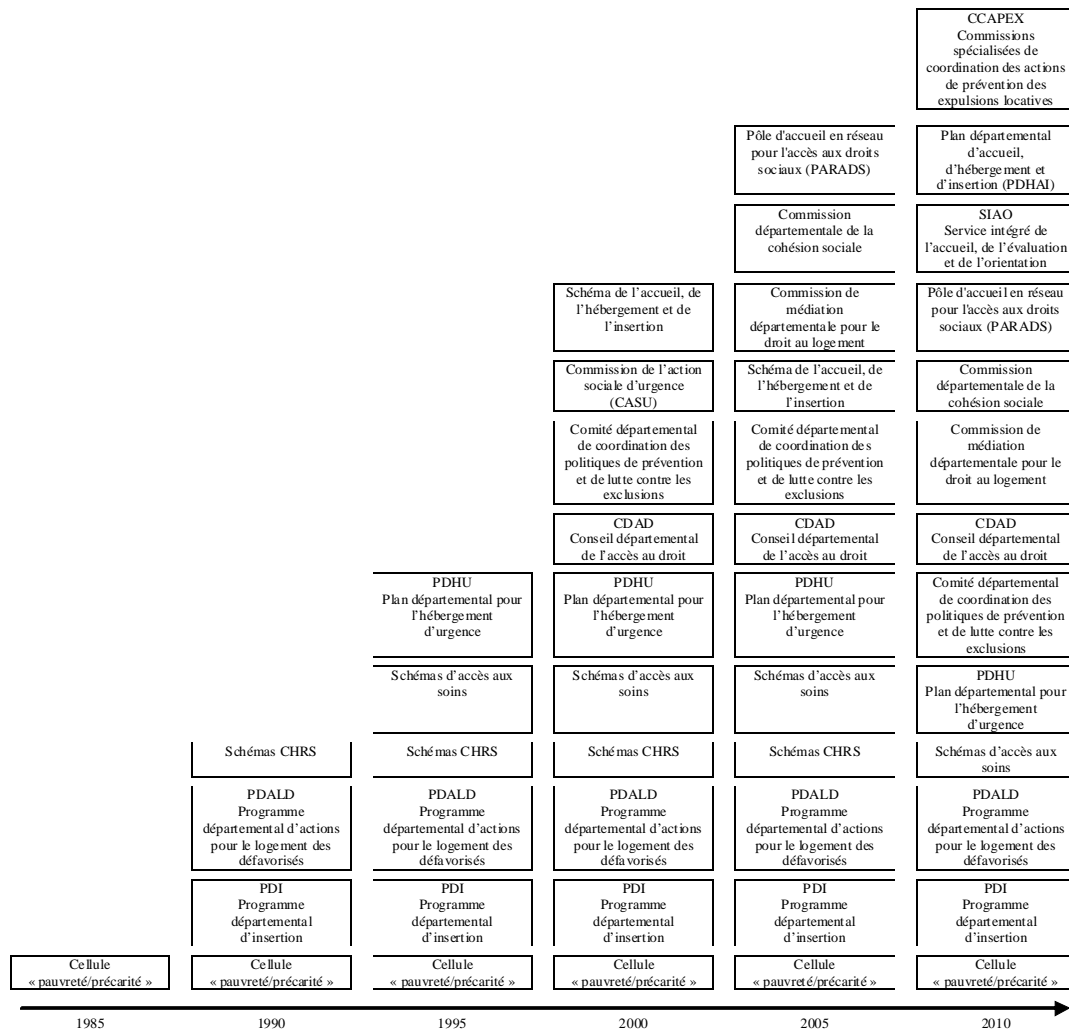 CCAPEX
Commissions
spécialisées de
coordination des actions
de prévention des
expulsions locatives
Pôle d'accueil en réseau
pour l'accès aux droits
sociaux (PARADS)
Plan départemental
d’accueil,
d’hébergement et
d’insertion (PDHAI)
Commission
départementale de la
cohésion sociale
SIAO
Service intégré de
l’accueil, de l’évaluation
et de l’orientation
Schéma de l’accueil, de
l’hébergement et de
l’insertion
Commission de
médiation
départementale pour le
droit au logement
Pôle d'accueil en réseau
pour l'accès aux droits
sociaux (PARADS)
Commission de l’action
sociale d’urgence
(CASU)
Schéma de l’accueil, de
l’hébergement et de
l’insertion
Commission
départementale de la
cohésion sociale
Comité départemental
de coordination des
politiques de prévention
et de lutte contre les
exclusions
Comité départemental
de coordination des
politiques de prévention
et de lutte contre les
exclusions
Commission de
médiation
départementale pour le
droit au logement
CDAD
Conseil départemental
de l’accès au droit
CDAD
Conseil départemental
de l’accès au droit
CDAD
Conseil départemental
de l’accès au droit
PDHU
Plan départemental pour
l’hébergement
d’urgence
PDHU
Plan départemental pour
l’hébergement
d’urgence
PDHU
Plan départemental pour
l’hébergement
d’urgence
Comité départemental
de coordination des
politiques de prévention
et de lutte contre les
exclusions
Schémas d’accès aux
soins
Schémas d’accès aux
soins
Schémas d’accès aux
soins
PDHU
Plan départemental pour
l’hébergement
d’urgence
Schémas CHRS
Schémas CHRS
Schémas CHRS
Schémas CHRS
Schémas d’accès aux
soins
PDALD
Programme
départemental d’actions
pour le logement des
défavorisés
PDALD
Programme
départemental d’actions
pour le logement des
défavorisés
PDALD
Programme
départemental d’actions
pour le logement des
défavorisés
PDALD
Programme
départemental d’actions
pour le logement des
défavorisés
PDALD
Programme
départemental d’actions
pour le logement des
défavorisés
PDI
Programme
départemental
d’insertion
PDI
Programme
départemental
d’insertion
PDI
Programme
départemental
d’insertion
PDI
Programme
départemental
d’insertion
PDI
Programme
départemental
d’insertion
Cellule
« pauvreté/précarité »
Cellule
« pauvreté/précarité »
Cellule
« pauvreté/précarité »
Cellule
« pauvreté/précarité »
Cellule
« pauvreté/précarité »
Cellule
« pauvreté/précarité »
1985
1990
1995
2000
2005
2010